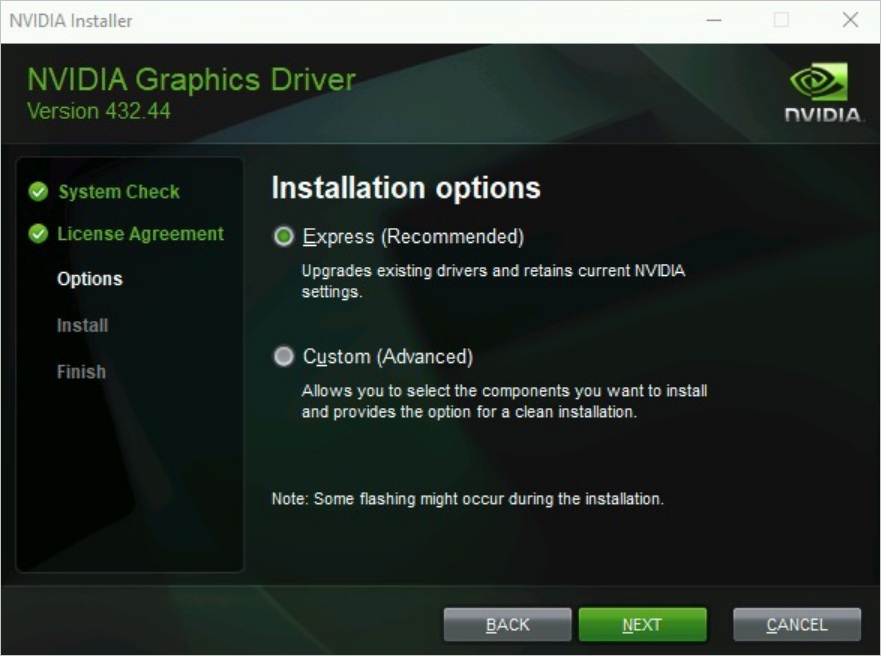 NVIDIA Installer
NVIDIA Graphics Driver
Version 432.44
NVIDIA
System Check
License Agreement
Options
Install
Finish
Installation options
Express (Recommended)
Upgrades existing drivers and retains current NVIDIA
settings.
Custom (Advanced)
Allows you to select the components you want to install
and provides the option for a clean installation.
Note: Some flashing might occur during the installation.
BACK
NEXT
CANCEL